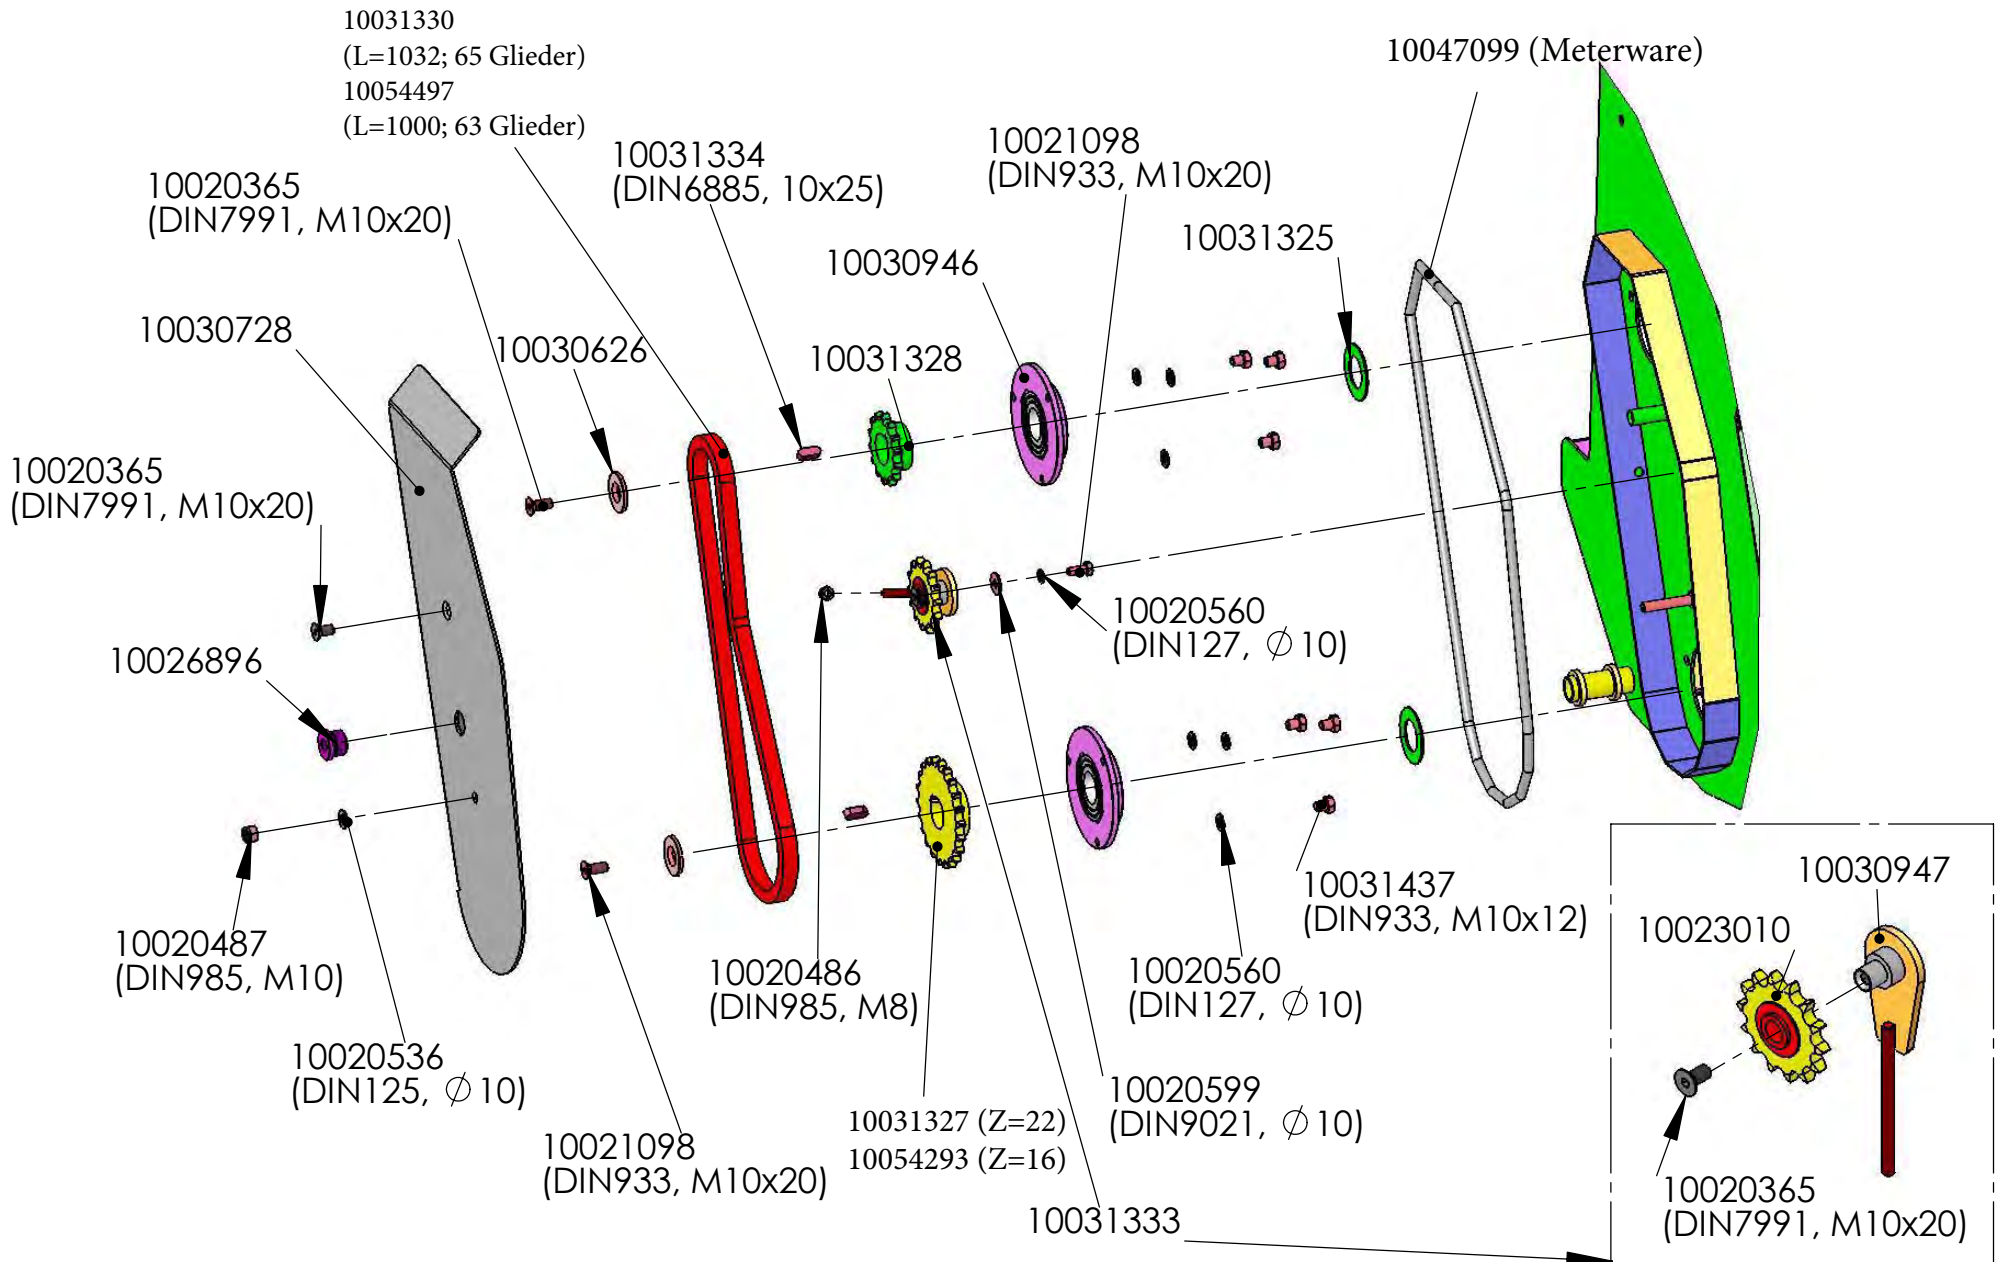 10031330
(L=1032; 65 Glieder)
10054497
(L=1000; 63 Glieder)
10047099 (Meterware)
10031334
(DIN6885, 10x25)
10021098
(DIN933, M10x20)
10020365
(DIN7991, M10x20)
10031325
10030946
10030728
10030626
10031328
10020365
(DIN7991, M10x20)
10020560
(DIN127, ∅10)
10026896
10031437
(DIN933, M10x12)
10030947
10023010
10020487
(DIN985, M10)
10020486
(DIN985, M8)
10020560
(DIN127, ∅10)
10020536
(DIN125, ∅10)
10020599
(DIN9021, ∅10)
10031327 (Z=22)
10054293 (Z=16)
10021098
(DIN933, M10x20)
10020365
(DIN7991, M10x20)
10031333